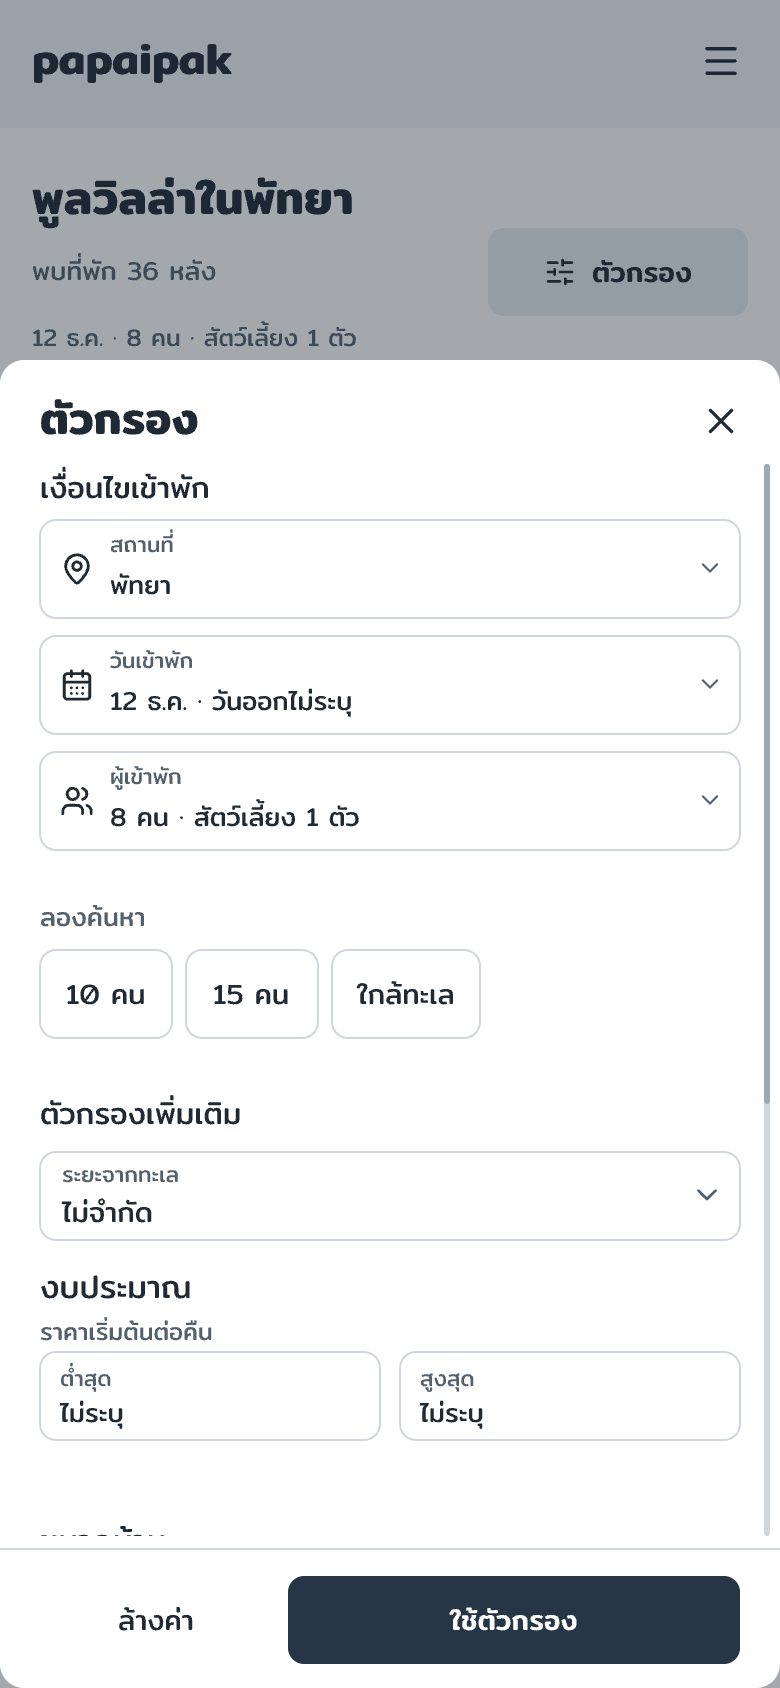 papaipak
พูลวิลล่าในพัทยา
พบที่พัก 36 หลัง
ตัวกรอง
12 ธ.ค. · 8 คน · สัตว์เลี้ยง 1 ตัว
ตัวกรอง
เงื่อนไขเข้าพัก
สถานที่
พัทยา
วันเข้าพัก
12 ธ.ค. · วันออกไม่ระบุ
ผู้เข้าพัก
8 คน · สัตว์เลี้ยง 1 ตัว
ลองค้นหา
10 คน
15 คน
ใกล้ทะเล
ตัวกรองเพิ่มเติม
ระยะจากทะเล
ไม่จำกัด
งบประมาณ
ราคาเริ่มต้นต่อคืน
ต่ำสุด
ไม่ระบุ
สูงสุด
ไม่ระบุ
ล้างค่า
ใช้ตัวกรอง